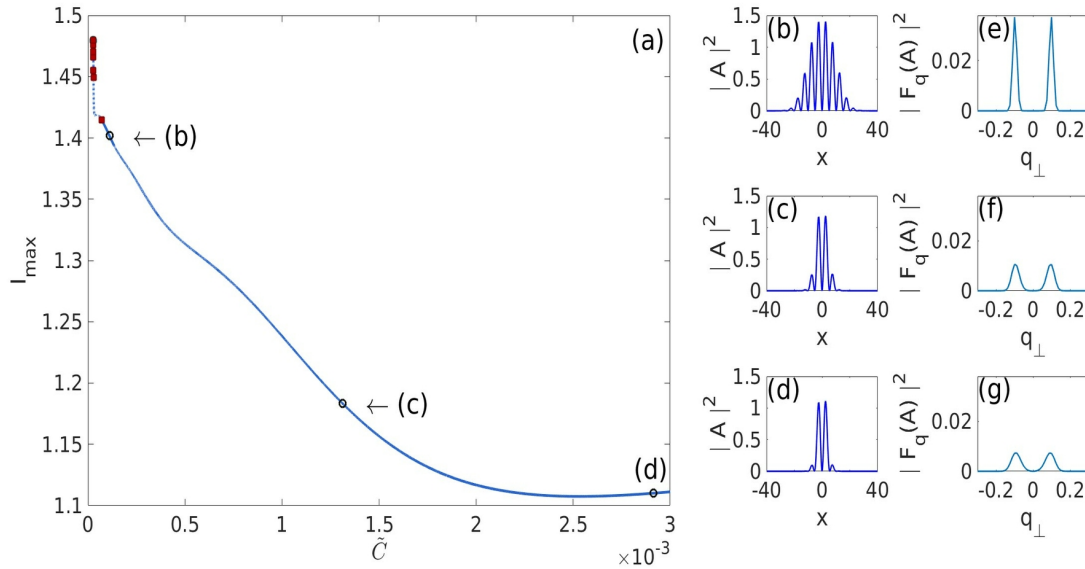 (a)
1.5
1.45
1.4
1.35
1.3
1.25
1.2
1.15
1.1
I_max
← (b)
← (c)
(d)
0 0.5 1 1.5 2 2.5 3
C̃
×10⁻³
(b)
1.5
1
0.5
0
| A |²
-40 0 40
x
(e)
0.02
0
| F_q(A) |²
-0.2 0 0.2
q_⊥
(c)
1.5
1
0.5
0
| A |²
-40 0 40
x
(f)
0.02
0
| F_q(A) |²
-0.2 0 0.2
q_⊥
(d)
1.5
1
0.5
0
| A |²
-40 0 40
x
(g)
0.02
0
| F_q(A) |²
-0.2 0 0.2
q_⊥